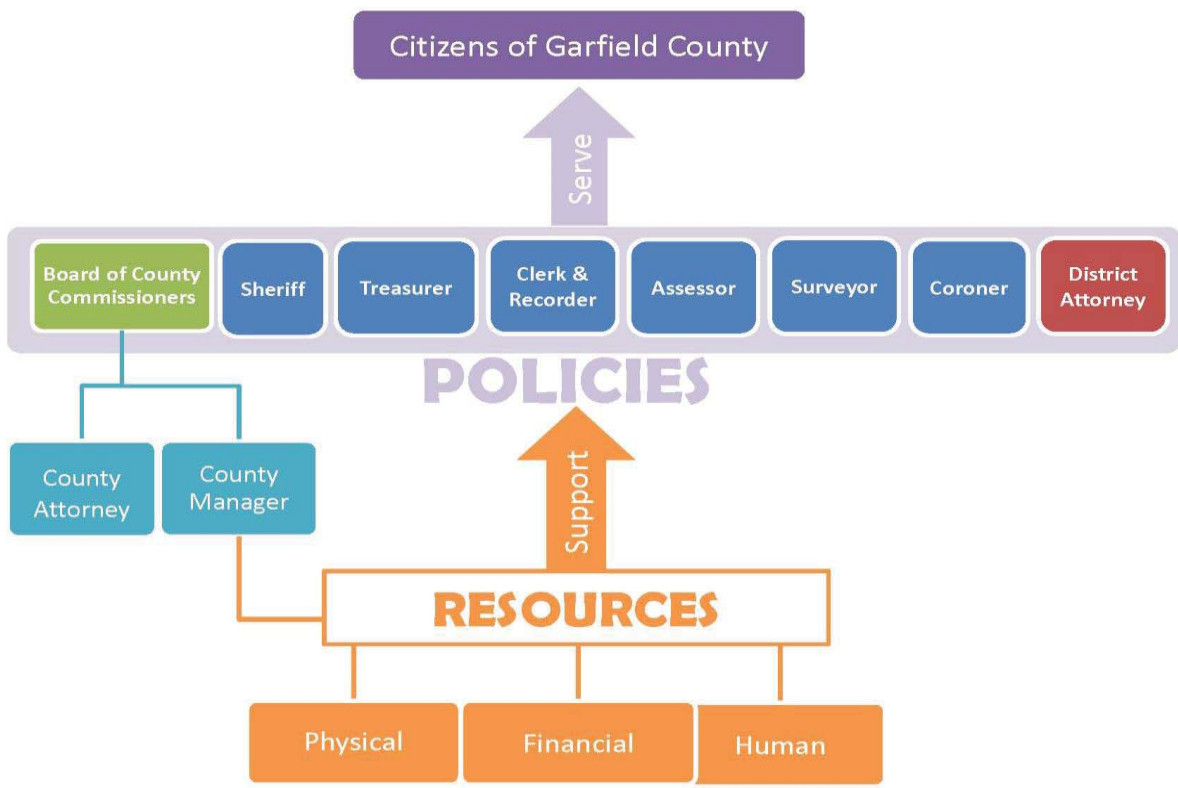 Citizens of Garfield County
Serve
Board of County
Commissioners
Sheriff
Treasurer
Clerk &
Recorder
Assessor
Surveyor
Coroner
District
Attorney
POLICIES
County
Attorney
County
Manager
Support
RESOURCES
Physical
Financial
Human